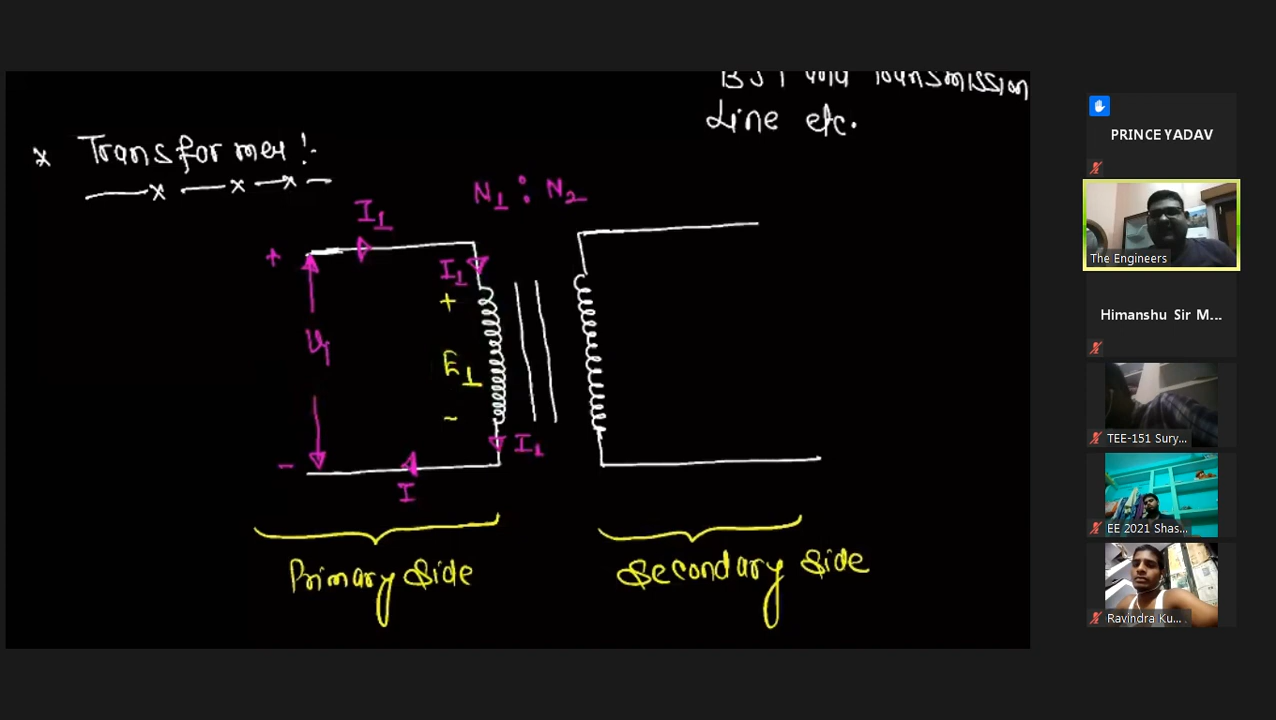 Transmission
Line etc.
* Transformer :-
N1 : N2
I1
+
I1
+
V1
E1
-
I1
-
I
Primary Side
Secondary Side
PRINCE YADAV
The Engineers
Himanshu Sir M...
TEE-151 Sury...
EE 2021 Shas...
Ravindra Ku...